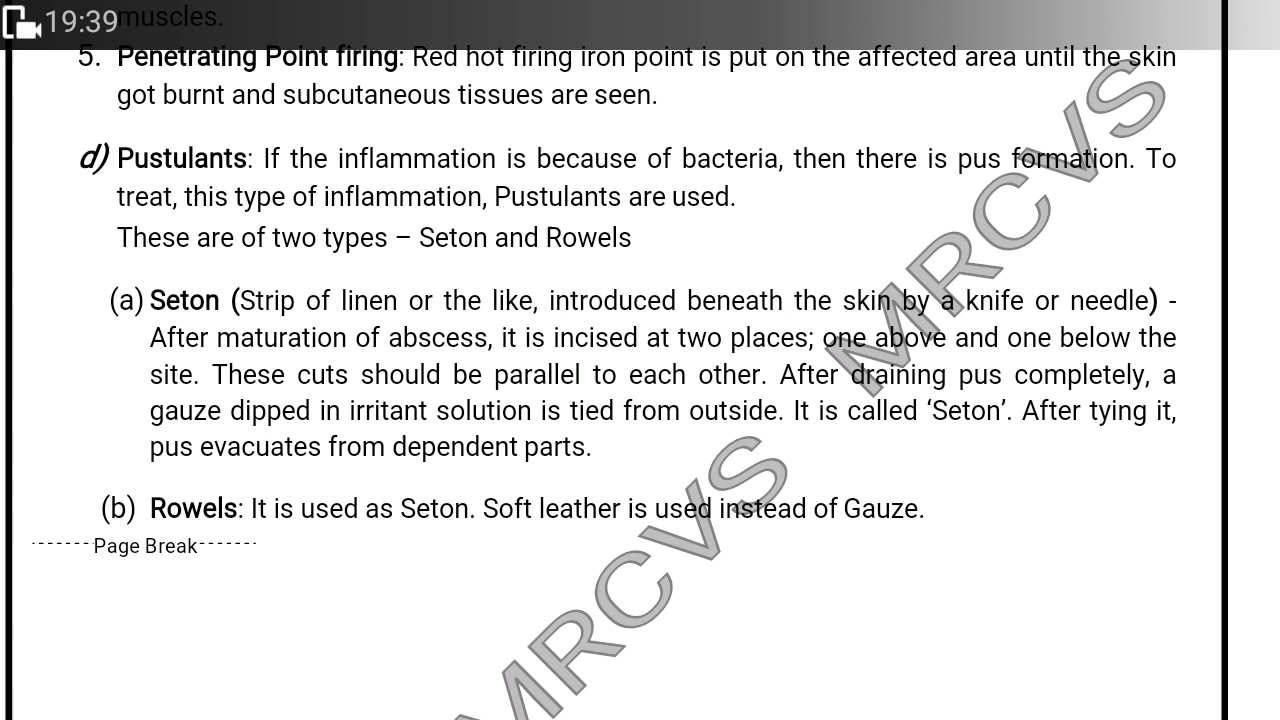 19:39 muscles.
5. Penetrating Point firing: Red hot firing iron point is put on the affected area until the skin
got burnt and subcutaneous tissues are seen.
d) Pustulants: If the inflammation is because of bacteria, then there is pus formation. To
treat, this type of inflammation, Pustulants are used.
These are of two types – Seton and Rowels
(a) Seton (Strip of linen or the like, introduced beneath the skin by a knife or needle) -
After maturation of abscess, it is incised at two places; one above and one below the
site. These cuts should be parallel to each other. After draining pus completely, a
gauze dipped in irritant solution is tied from outside. It is called ‘Seton’. After tying it,
pus evacuates from dependent parts.
(b) Rowels: It is used as Seton. Soft leather is used instead of Gauze.
-------Page Break-------
MRCVS
MRCVS